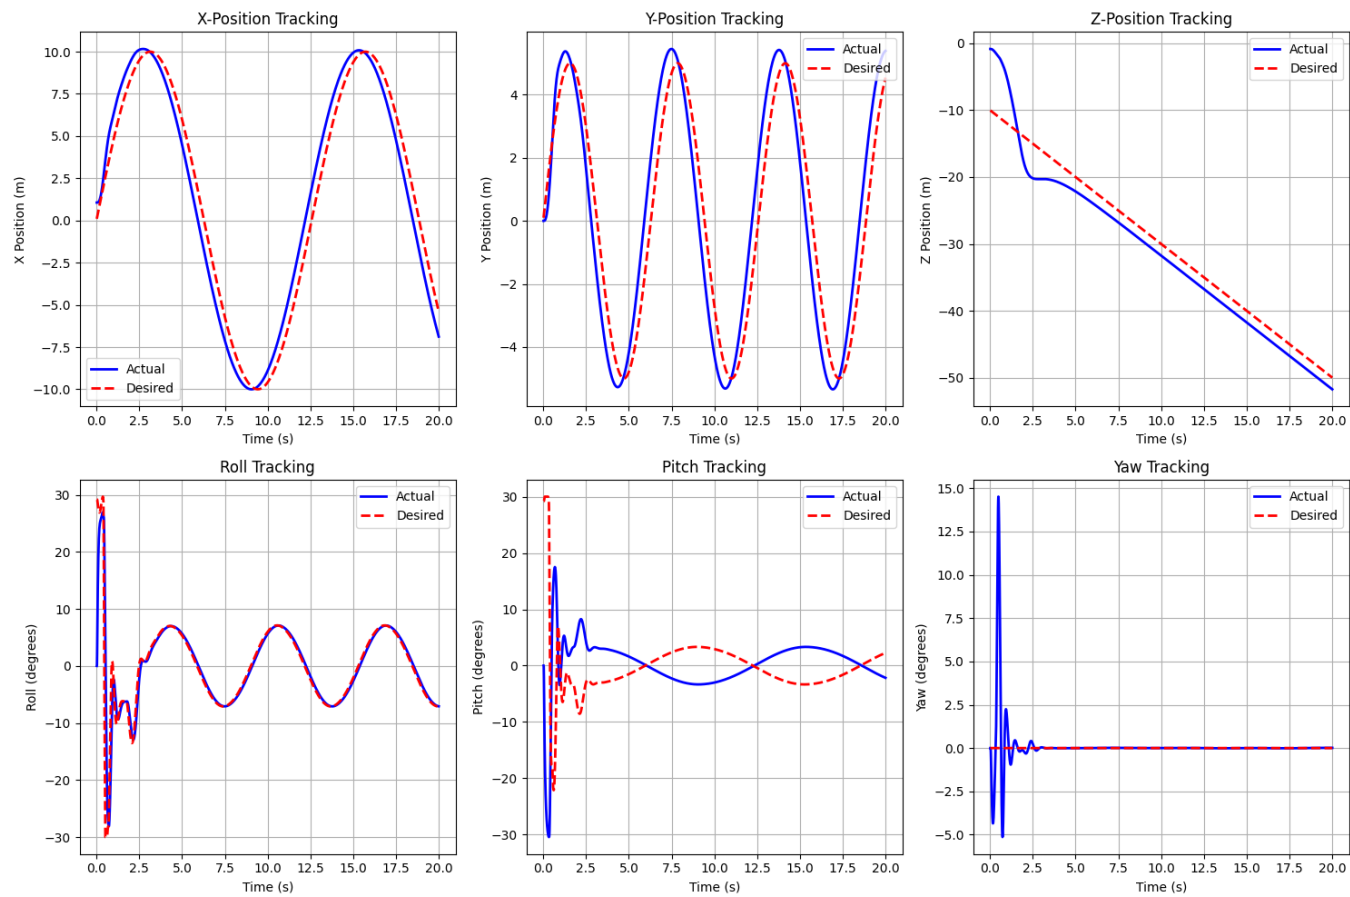 X-Position Tracking
X Position (m)
10.0
7.5
5.0
2.5
0.0
−2.5
−5.0
−7.5
−10.0
Actual
Desired
0.0 2.5 5.0 7.5 10.0 12.5 15.0 17.5 20.0
Time (s)
Y-Position Tracking
Y Position (m)
4
2
0
−2
−4
Actual
Desired
0.0 2.5 5.0 7.5 10.0 12.5 15.0 17.5 20.0
Time (s)
Z-Position Tracking
Z Position (m)
0
−10
−20
−30
−40
−50
Actual
Desired
0.0 2.5 5.0 7.5 10.0 12.5 15.0 17.5 20.0
Time (s)
Roll Tracking
Roll (degrees)
30
20
10
0
−10
−20
−30
Actual
Desired
0.0 2.5 5.0 7.5 10.0 12.5 15.0 17.5 20.0
Time (s)
Pitch Tracking
Pitch (degrees)
30
20
10
0
−10
−20
−30
Actual
Desired
0.0 2.5 5.0 7.5 10.0 12.5 15.0 17.5 20.0
Time (s)
Yaw Tracking
Yaw (degrees)
15.0
12.5
10.0
7.5
5.0
2.5
0.0
−2.5
−5.0
Actual
Desired
0.0 2.5 5.0 7.5 10.0 12.5 15.0 17.5 20.0
Time (s)